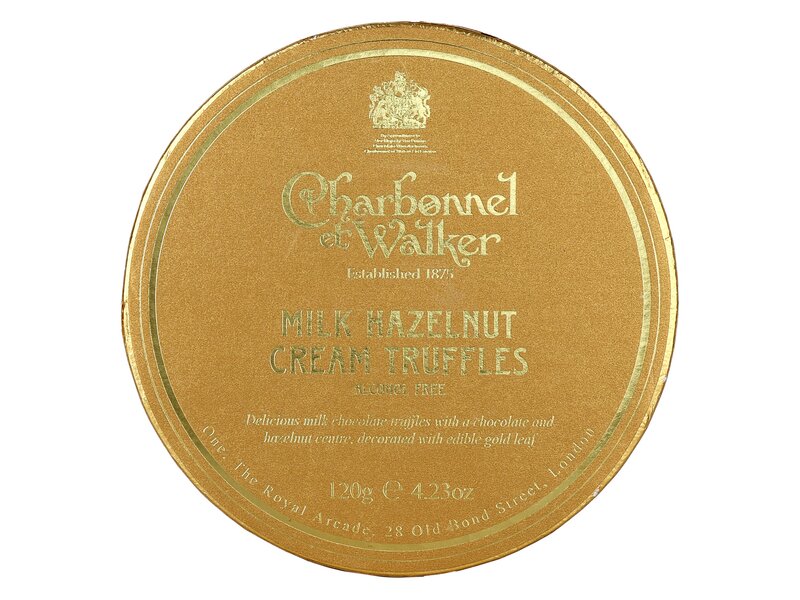 Charbonnel
et Walker
Established 1875
MILK HAZELNUT
CREAM TRUFFLES
ALCOHOL FREE
Delicious milk chocolate truffles with a chocolate and
hazelnut centre, decorated with edible gold leaf
120g ℮ 4.23oz
One, The Royal Arcade, 28 Old Bond Street, London